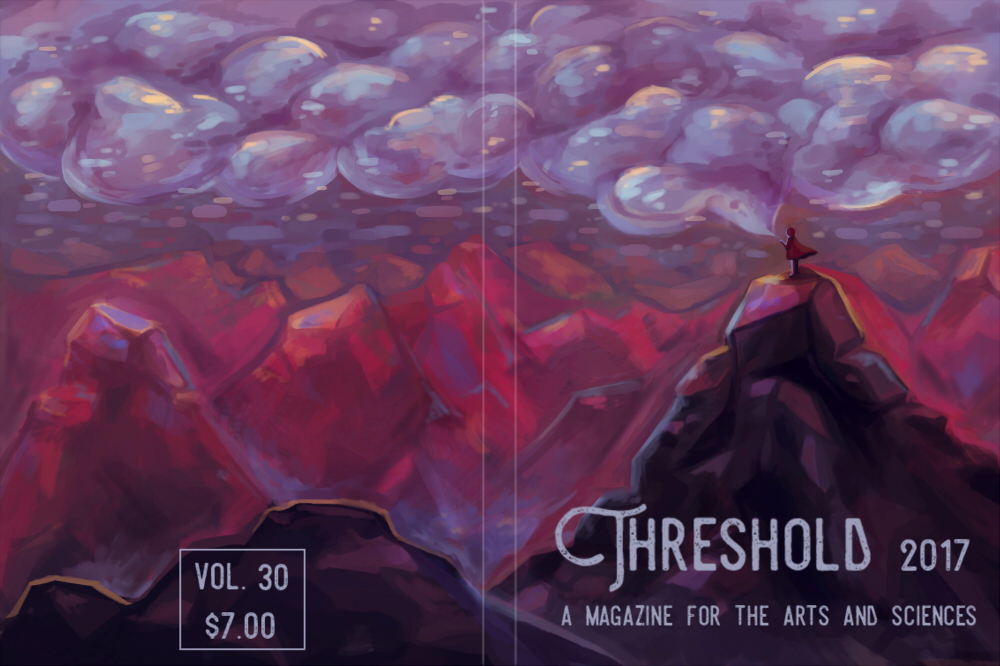 VOL. 30
$7.00
THRESHOLD 2017
A MAGAZINE FOR THE ARTS AND SCIENCES